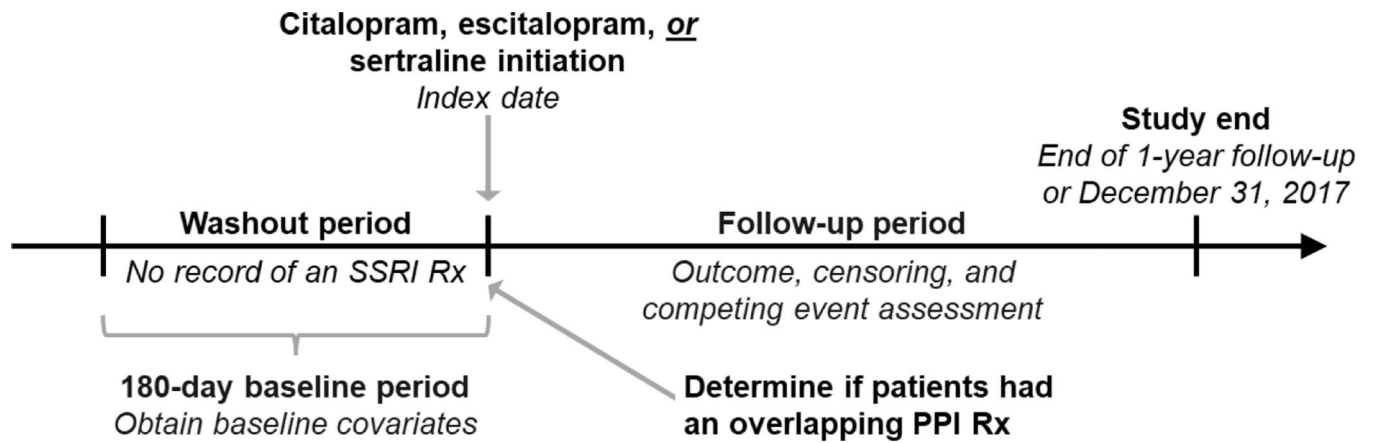 Citalopram, escitalopram, or
sertraline initiation
Index date
Study end
End of 1-year follow-up
or December 31, 2017
Washout period
Follow-up period
No record of an SSRI Rx
Outcome, censoring, and
competing event assessment
180-day baseline period
Obtain baseline covariates
Determine if patients had
an overlapping PPI Rx